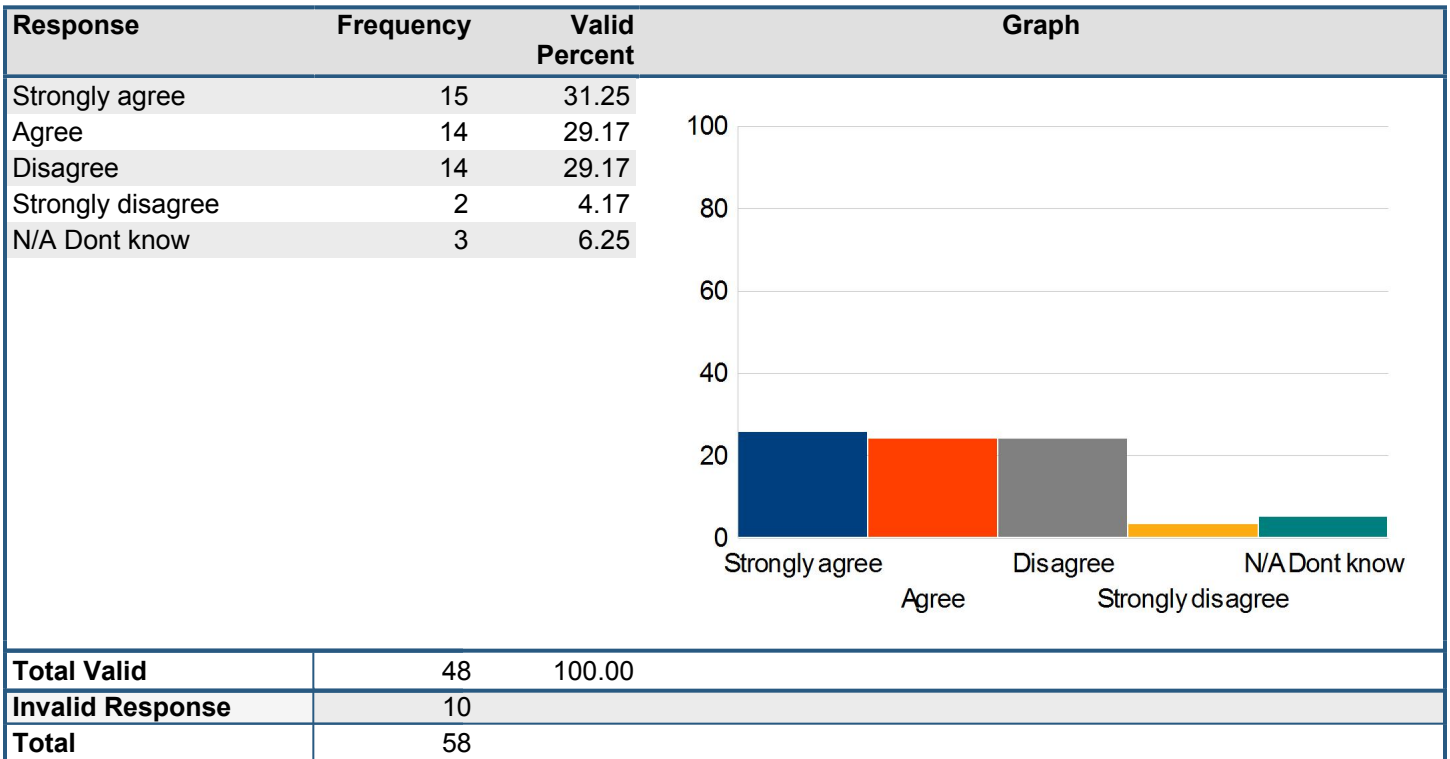 Response Frequency Valid Percent Graph
Strongly agree 15 31.25
Agree 14 29.17
Disagree 14 29.17
Strongly disagree 2 4.17
N/A Dont know 3 6.25
100
80
60
40
20
0
Strongly agree Disagree N/A Dont know
Agree Strongly disagree
Total Valid 48 100.00
Invalid Response 10
Total 58